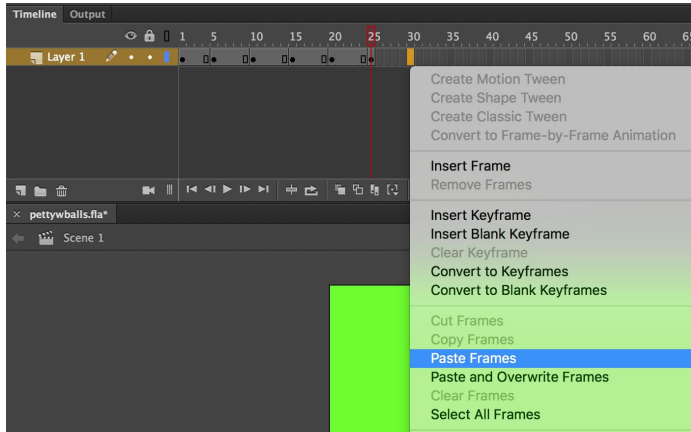 Timeline Output
1 5 10 15 20 25 30 35 40 45 50 55 60 65
Layer 1
Create Motion Tween
Create Shape Tween
Create Classic Tween
Convert to Frame-by-Frame Animation
Insert Frame
Remove Frames
Insert Keyframe
Insert Blank Keyframe
Clear Keyframe
Convert to Keyframes
Convert to Blank Keyframes
Cut Frames
Copy Frames
Paste Frames
Paste and Overwrite Frames
Clear Frames
Select All Frames
× pettywballs.fla*
Scene 1